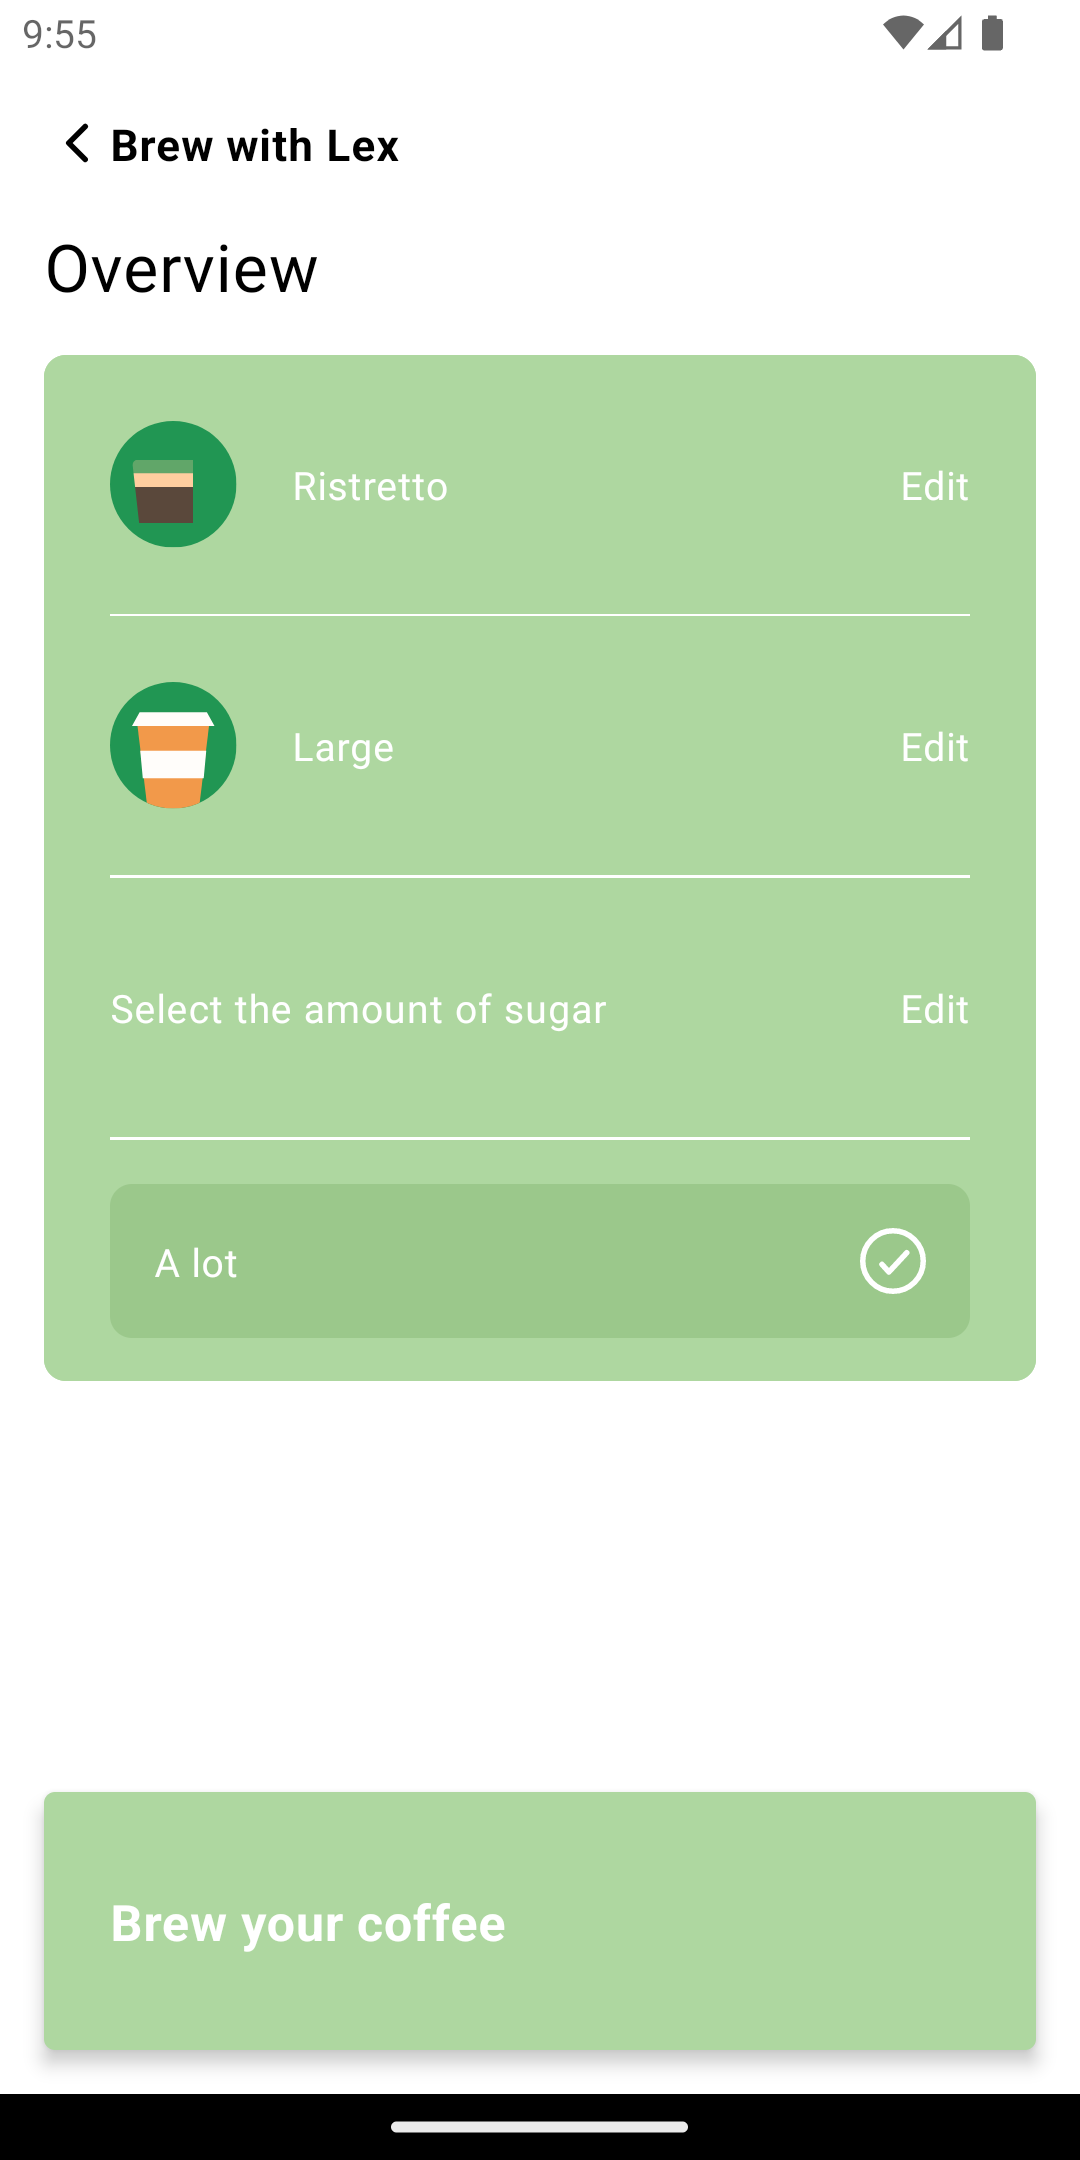 9:55
Brew with Lex
Overview
Ristretto Edit
Large Edit
Select the amount of sugar Edit
A lot
Brew your coffee